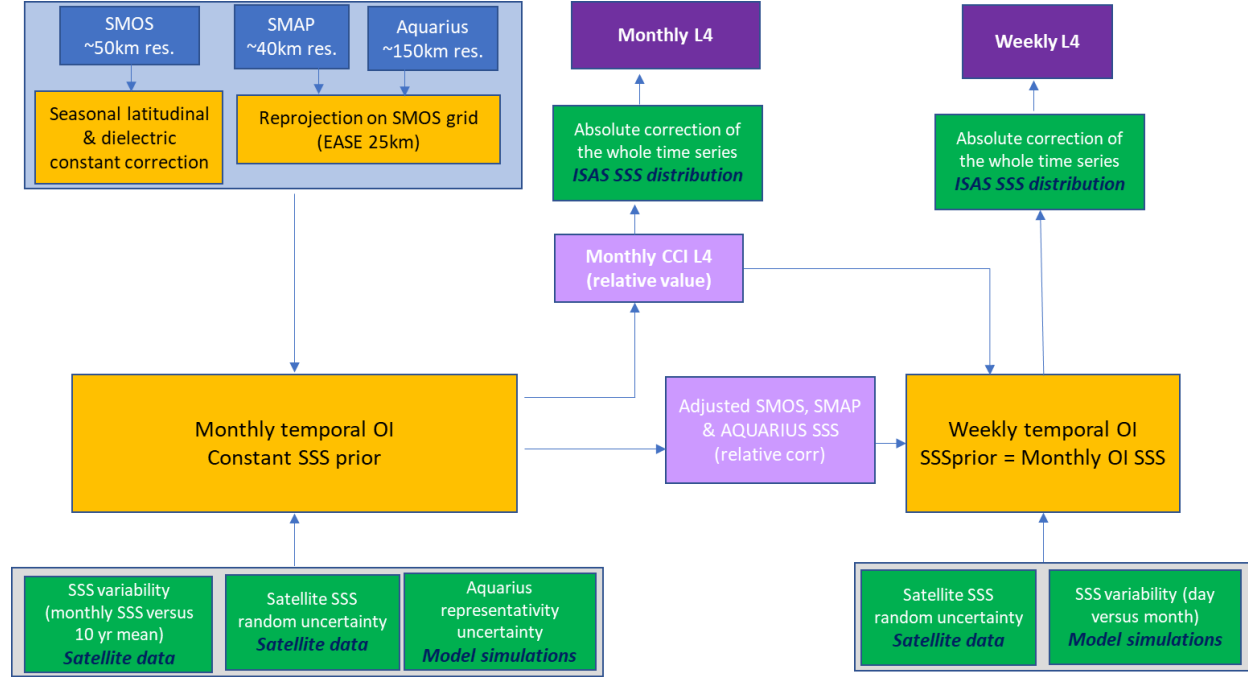 SMOS
~50km res.
SMAP
~40km res.
Aquarius
~150km res.
Seasonal latitudinal
& dielectric
constant correction
Reprojection on SMOS grid
(EASE 25km)
Monthly L4
Weekly L4
Absolute correction of
the whole time series
ISAS SSS distribution
Absolute correction of
the whole time series
ISAS SSS distribution
Monthly CCI L4
(relative value)
Monthly temporal OI
Constant SSS prior
Adjusted SMOS, SMAP
& AQUARIUS SSS
(relative corr)
Weekly temporal OI
SSSprior = Monthly OI SSS
SSS variability
(monthly SSS versus
10 yr mean)
Satellite data
Satellite SSS
random uncertainty
Satellite data
Aquarius
representativity
uncertainty
Model simulations
Satellite SSS
random uncertainty
Satellite data
SSS variability (day
versus month)
Model simulations